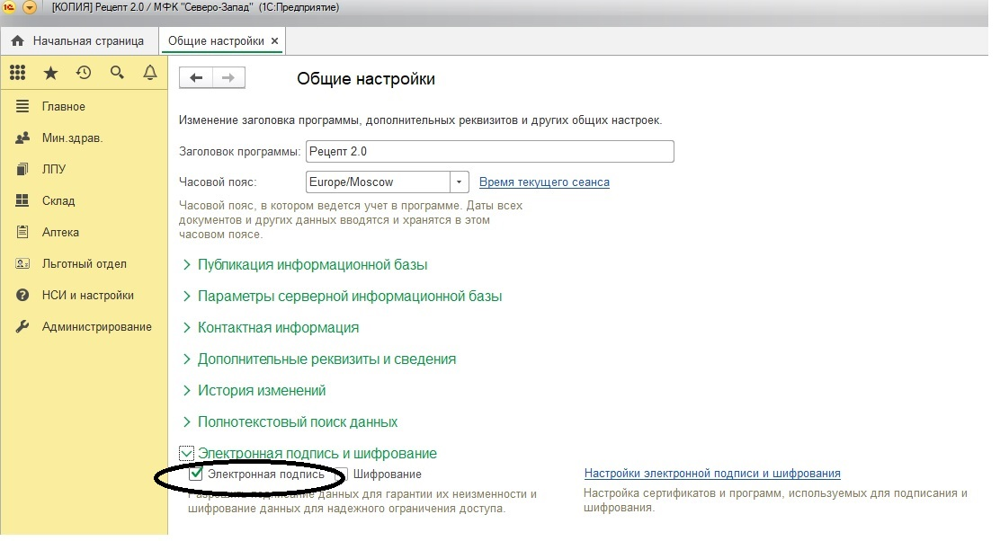 [КОПИЯ] Рецепт 2.0 / МФК "Северо-Запад" (1С:Предприятие)
Начальная страница
Общие настройки ×
Главное
Мин.здрав.
ЛПУ
Склад
Аптека
Льготный отдел
НСИ и настройки
Администрирование
Общие настройки
Изменение заголовка программы, дополнительных реквизитов и других общих настроек.
Заголовок программы: Рецепт 2.0
Часовой пояс: Europe/Moscow Время текущего сеанса
Часовой пояс, в котором ведется учет в программе. Даты всех
документов и других данных вводятся и хранятся в этом
часовом поясе.
Публикация информационной базы
Параметры серверной информационной базы
Контактная информация
Дополнительные реквизиты и сведения
История изменений
Полнотекстовый поиск данных
Электронная подпись и шифрование
Электронная подпись Шифрование
Разрешить подписание данных для гарантии их неизменности и
шифрование данных для надежного ограничения доступа.
Настройки электронной подписи и шифрования
Настройка сертификатов и программ, используемых для подписания и
шифрования.